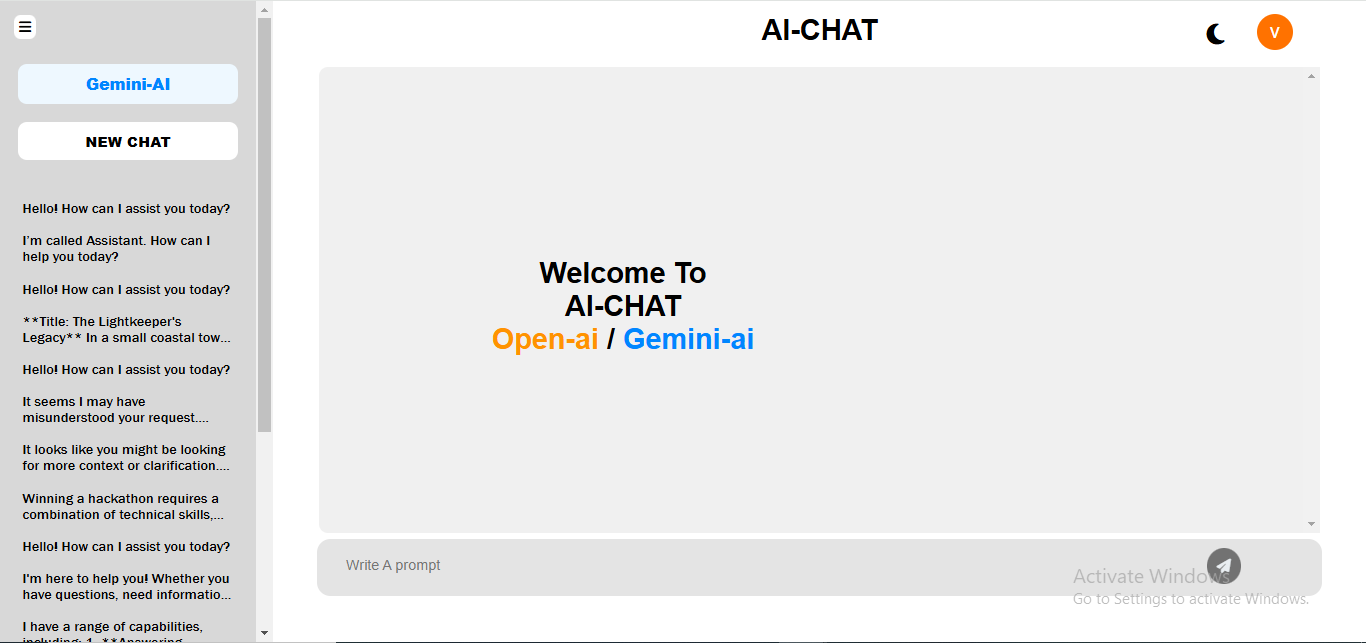 Gemini-AI
NEW CHAT
Hello! How can I assist you today?
I'm called Assistant. How can I
help you today?
Hello! How can I assist you today?
**Title: The Lightkeeper's
Legacy** In a small coastal tow...
Hello! How can I assist you today?
It seems I may have
misunderstood your request....
It looks like you might be looking
for more context or clarification....
Winning a hackathon requires a
combination of technical skills,...
Hello! How can I assist you today?
I'm here to help you! Whether you
have questions, need informatio...
I have a range of capabilities,
including: 1. **Answering
AI-CHAT
V
Welcome To
AI-CHAT
Open-ai / Gemini-ai
Write A prompt
Activate Windows
Go to Settings to activate Windows.